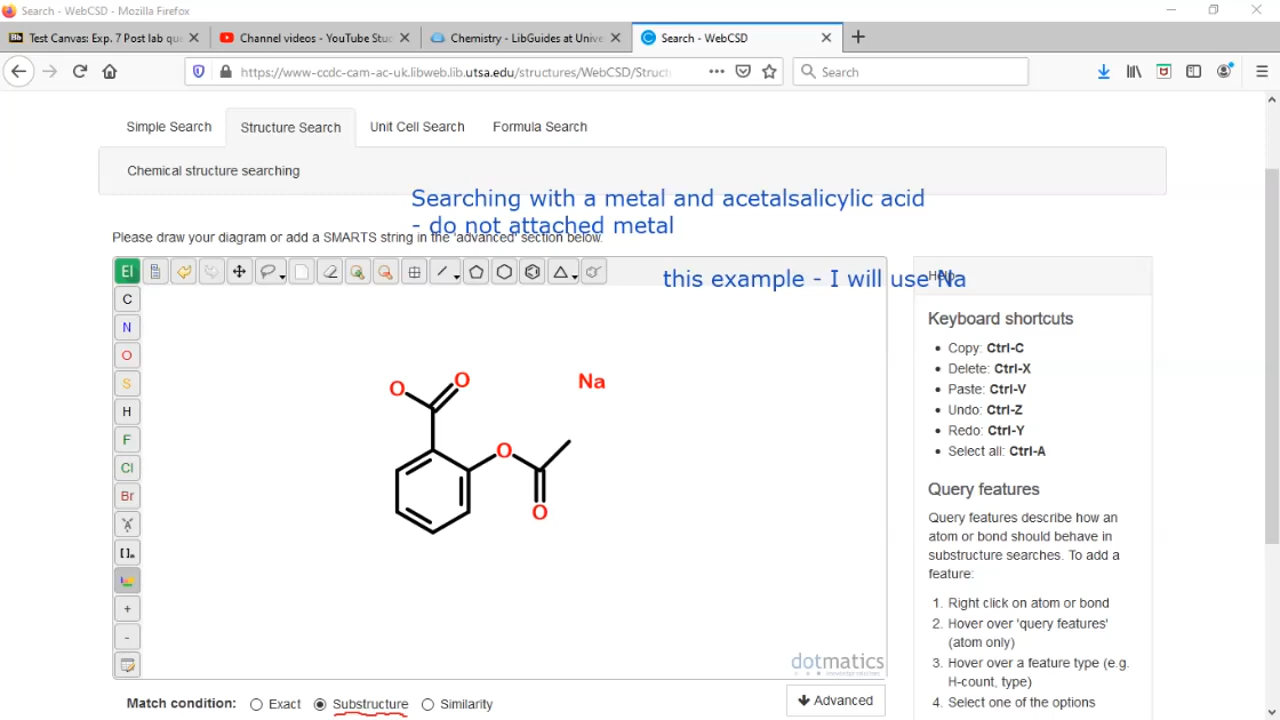 Search - WebCSD - Mozilla Firefox
Test Canvas: Exp. 7 Post lab qu
Channel videos - YouTube Stu
Chemistry - LibGuides at Unive
Search - WebCSD
https://www-ccdc-cam-ac-uk.libweb.lib.utsa.edu/structures/WebCSD/Struct
Search
Simple Search
Structure Search
Unit Cell Search
Formula Search
Chemical structure searching
Searching with a metal and acetalsalicylic acid
- do not attached metal
Please draw your diagram or add a SMARTS string in the 'advanced' section below.
this example - I will use Na
Help
El
C
N
O
S
H
F
Cl
Br
[ ]n
+
-
O
O
Na
O
O
dotmatics
Keyboard shortcuts
• Copy: Ctrl-C
• Delete: Ctrl-X
• Paste: Ctrl-V
• Undo: Ctrl-Z
• Redo: Ctrl-Y
• Select all: Ctrl-A
Query features
Query features describe how an
atom or bond should behave in
substructure searches. To add a
feature:
1. Right click on atom or bond
2. Hover over 'query features'
(atom only)
3. Hover over a feature type (e.g.
H-count, type)
4. Select one of the options
Match condition:
Exact
Substructure
Similarity
Advanced